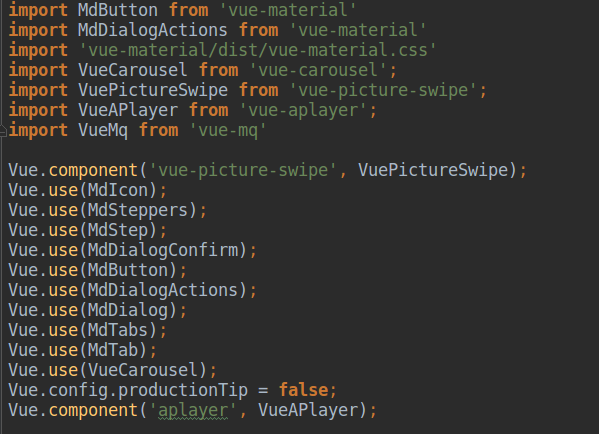 import MdButton from 'vue-material'
import MdDialogActions from 'vue-material'
import 'vue-material/dist/vue-material.css'
import VueCarousel from 'vue-carousel';
import VuePictureSwipe from 'vue-picture-swipe';
import VueAPlayer from 'vue-aplayer';
import VueMq from 'vue-mq'

Vue.component('vue-picture-swipe', VuePictureSwipe);
Vue.use(MdIcon);
Vue.use(MdSteppers);
Vue.use(MdStep);
Vue.use(MdDialogConfirm);
Vue.use(MdButton);
Vue.use(MdDialogActions);
Vue.use(MdDialog);
Vue.use(MdTabs);
Vue.use(MdTab);
Vue.use(VueCarousel);
Vue.config.productionTip = false;
Vue.component('aplayer', VueAPlayer);